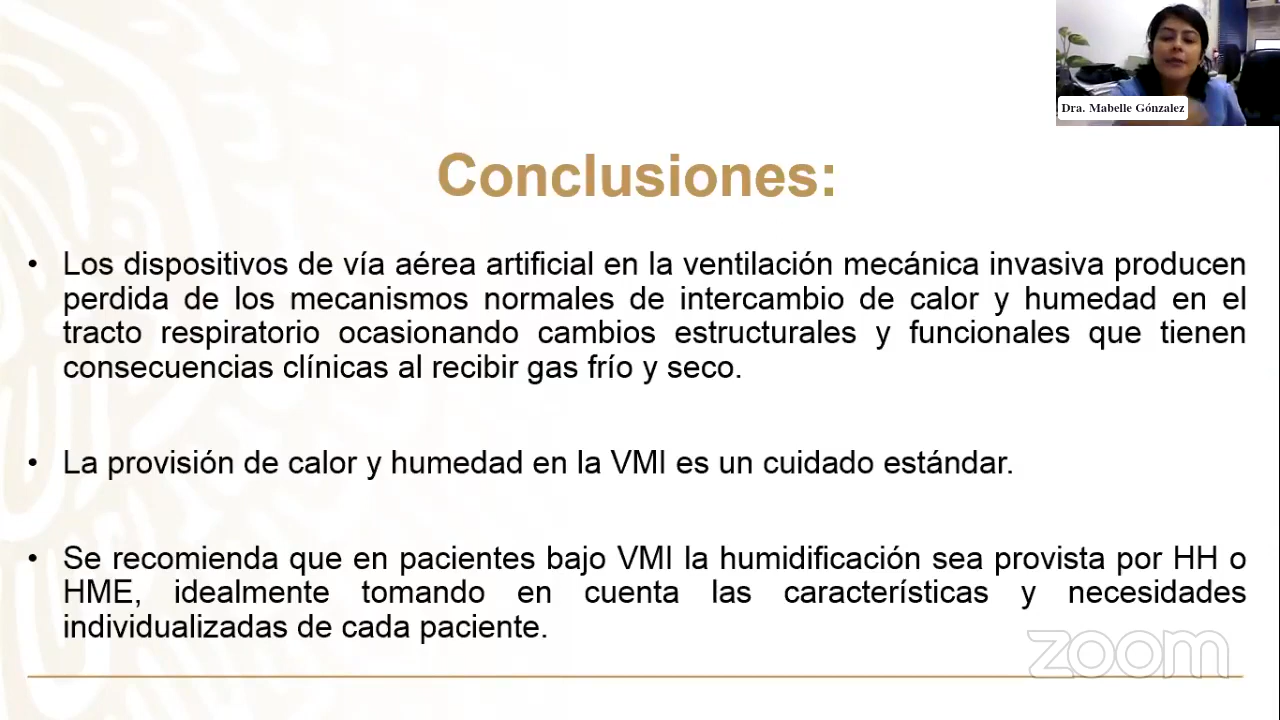 Dra. Mabelle Gónzalez
Conclusiones:
• Los dispositivos de vía aérea artificial en la ventilación mecánica invasiva producen
perdida de los mecanismos normales de intercambio de calor y humedad en el
tracto respiratorio ocasionando cambios estructurales y funcionales que tienen
consecuencias clínicas al recibir gas frío y seco.
• La provisión de calor y humedad en la VMI es un cuidado estándar.
• Se recomienda que en pacientes bajo VMI la humidificación sea provista por HH o
HME, idealmente tomando en cuenta las características y necesidades
individualizadas de cada paciente.
zoom